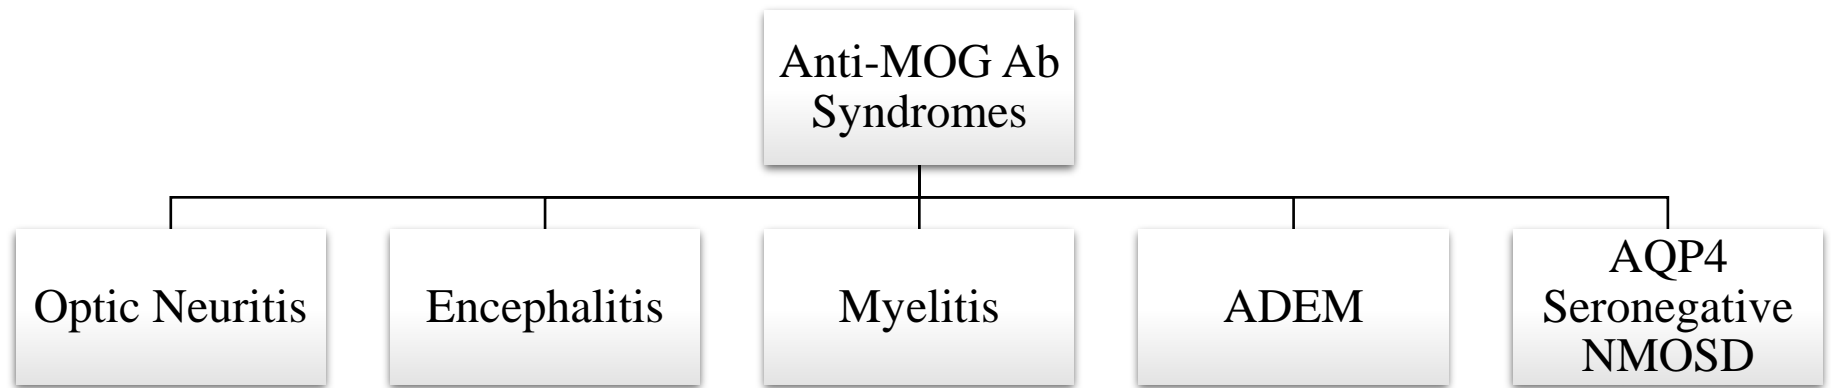 Anti-MOG Ab
Syndromes
Optic Neuritis
Encephalitis
Myelitis
ADEM
AQP4
Seronegative
NMOSD